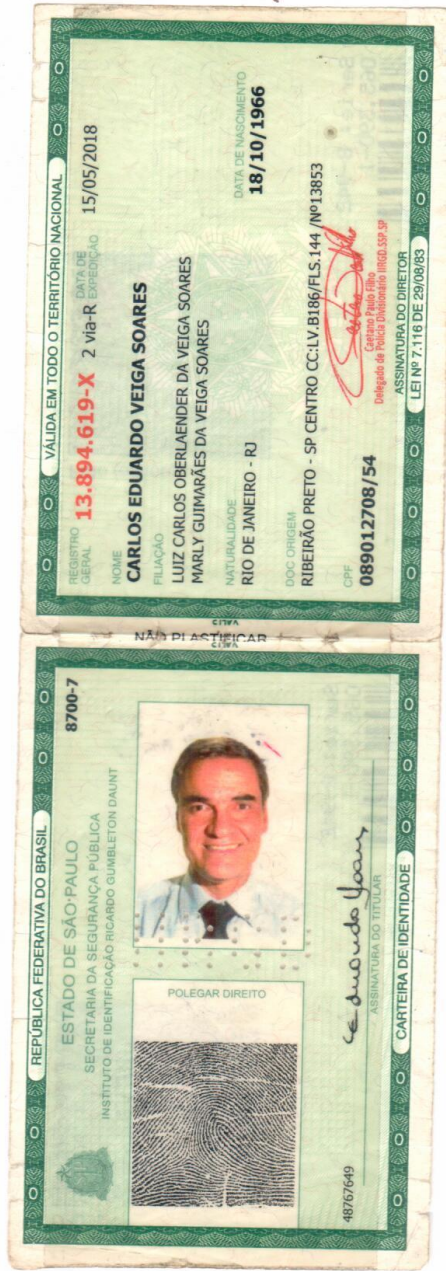 REPÚBLICA FEDERATIVA DO BRASIL
8700-7
ESTADO DE SÃO PAULO
SECRETARIA DA SEGURANÇA PÚBLICA
INSTITUTO DE IDENTIFICAÇÃO RICARDO GUMBLETON DAUNT
POLEGAR DIREITO
48767649
ASSINATURA DO TITULAR
CARTEIRA DE IDENTIDADE
NÃO PLASTIFICAR
VÁLIDA EM TODO O TERRITÓRIO NACIONAL
REGISTRO GERAL 13.894.619-X 2 via-R DATA DE EXPEDIÇÃO 15/05/2018
NOME
CARLOS EDUARDO VEIGA SOARES
FILIAÇÃO
LUIZ CARLOS OBERLAENDER DA VEIGA SOARES
MARLY GUIMARÃES DA VEIGA SOARES
NATURALIDADE DATA DE NASCIMENTO
RIO DE JANEIRO - RJ 18/10/1966
DOC ORIGEM
RIBEIRÃO PRETO - SP CENTRO CC:LV.B186/FLS.144 /Nº13853
CPF
089012708/54
Caetano Paulo Filho
Delegado de Polícia Divisionário IIRGD.SSP.SP
ASSINATURA DO DIRETOR
LEI Nº 7.116 DE 29/08/83